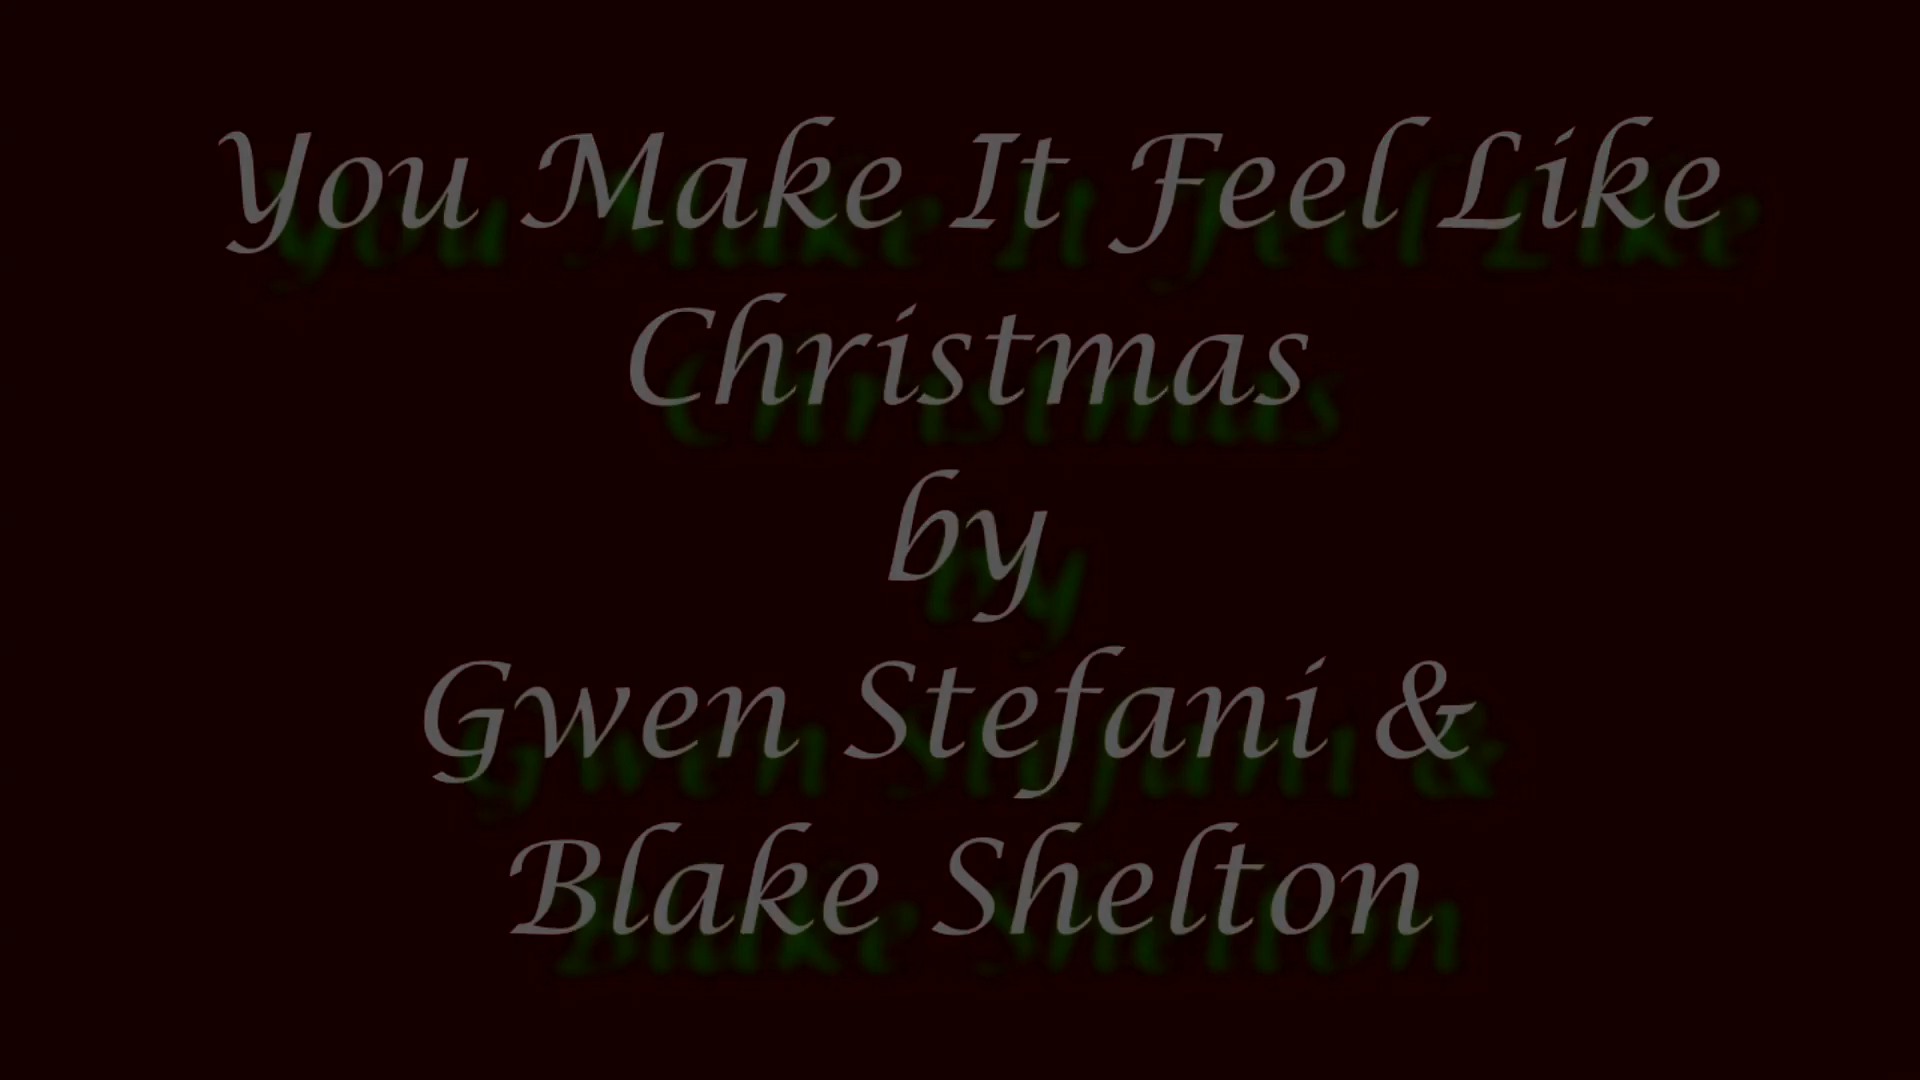 You Make It Feel Like
Christmas
by
Gwen Stefani &
Blake Shelton